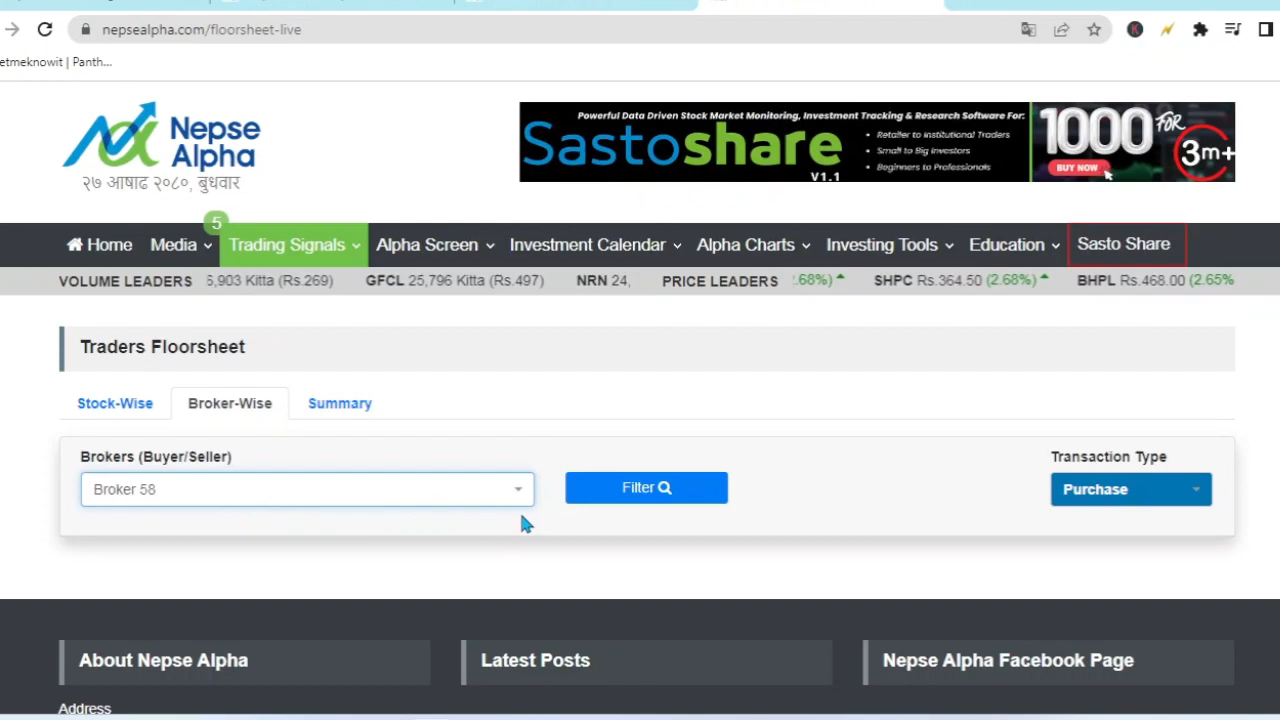 nepsealpha.com/floorsheet-live
etmeknowit | Panth...
Nepse
Alpha
२७ आषाढ २०८०, बुधवार
Powerful Data Driven Stock Market Monitoring, Investment Tracking & Research Software For:
Sastoshare
V1.1
• Retailer to Institutional Traders
• Small to Big Investors
• Beginners to Professionals
1000 FOR
3m+
BUY NOW
5
Home Media Trading Signals Alpha Screen Investment Calendar Alpha Charts Investing Tools Education Sasto Share
VOLUME LEADERS 6,903 Kitta (Rs.269) GFCL 25,796 Kitta (Rs.497) NRN 24, PRICE LEADERS .68%) SHPC Rs.364.50 (2.68%) BHPL Rs.468.00 (2.65%
Traders Floorsheet
Stock-Wise Broker-Wise Summary
Brokers (Buyer/Seller) Transaction Type
Broker 58 Filter Purchase
About Nepse Alpha Latest Posts Nepse Alpha Facebook Page
Address